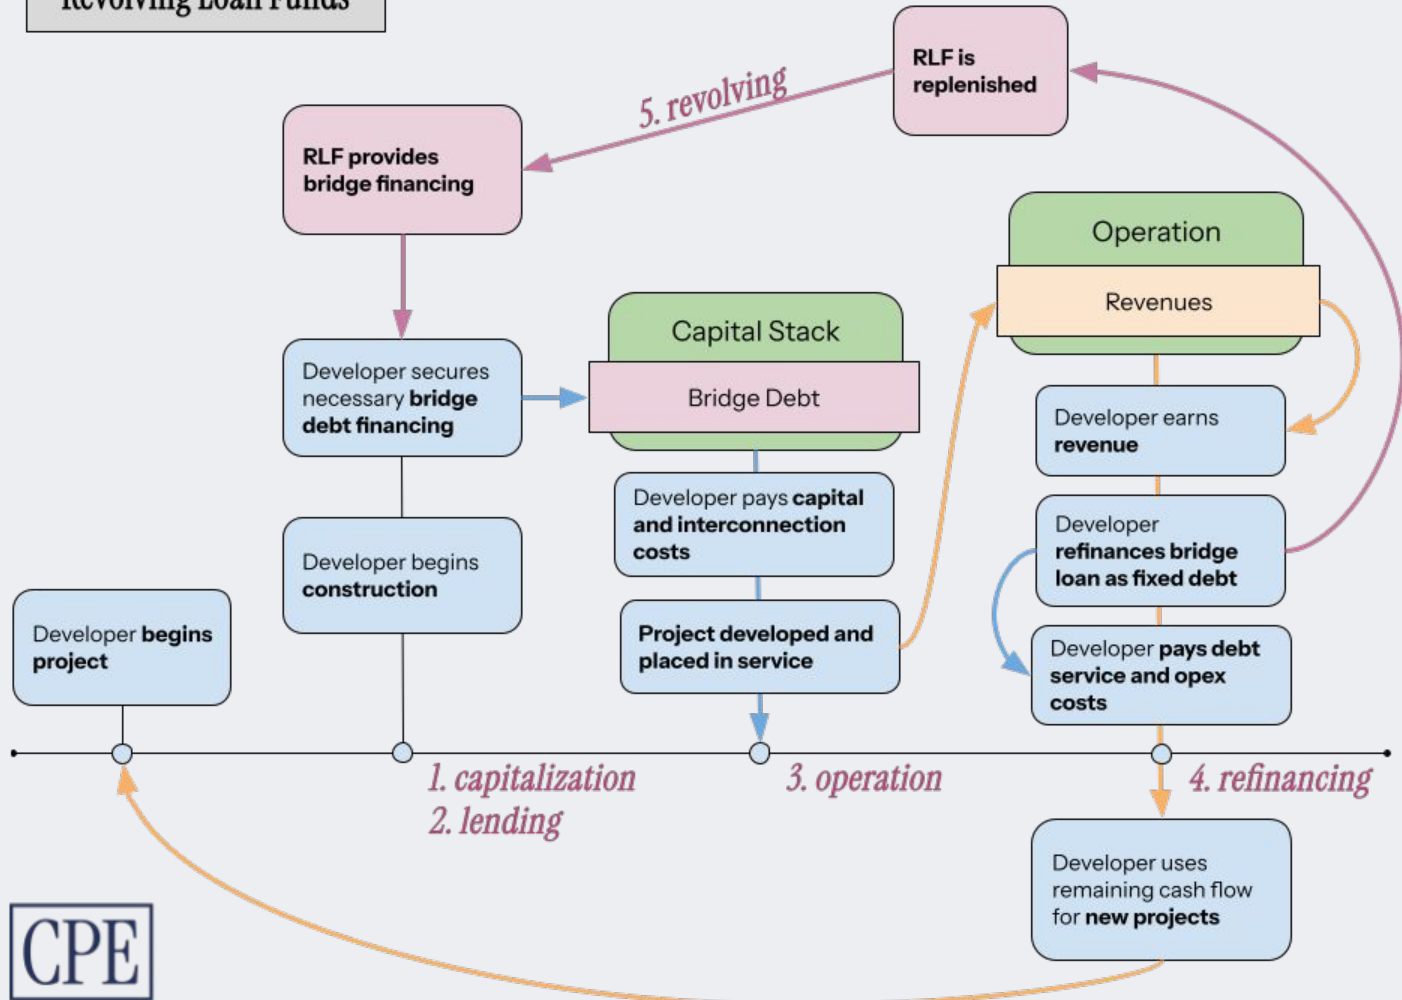 Revolving Loan Funds
RLF is
replenished
5. revolving
RLF provides
bridge financing
Operation
Revenues
Capital Stack
Bridge Debt
Developer secures
necessary bridge
debt financing
Developer earns
revenue
Developer pays capital
and interconnection
costs
Developer
refinances bridge
loan as fixed debt
Developer begins
construction
Developer begins
project
Project developed and
placed in service
Developer pays debt
service and opex
costs
1. capitalization
2. lending
3. operation
4. refinancing
Developer uses
remaining cash flow
for new projects
CPE